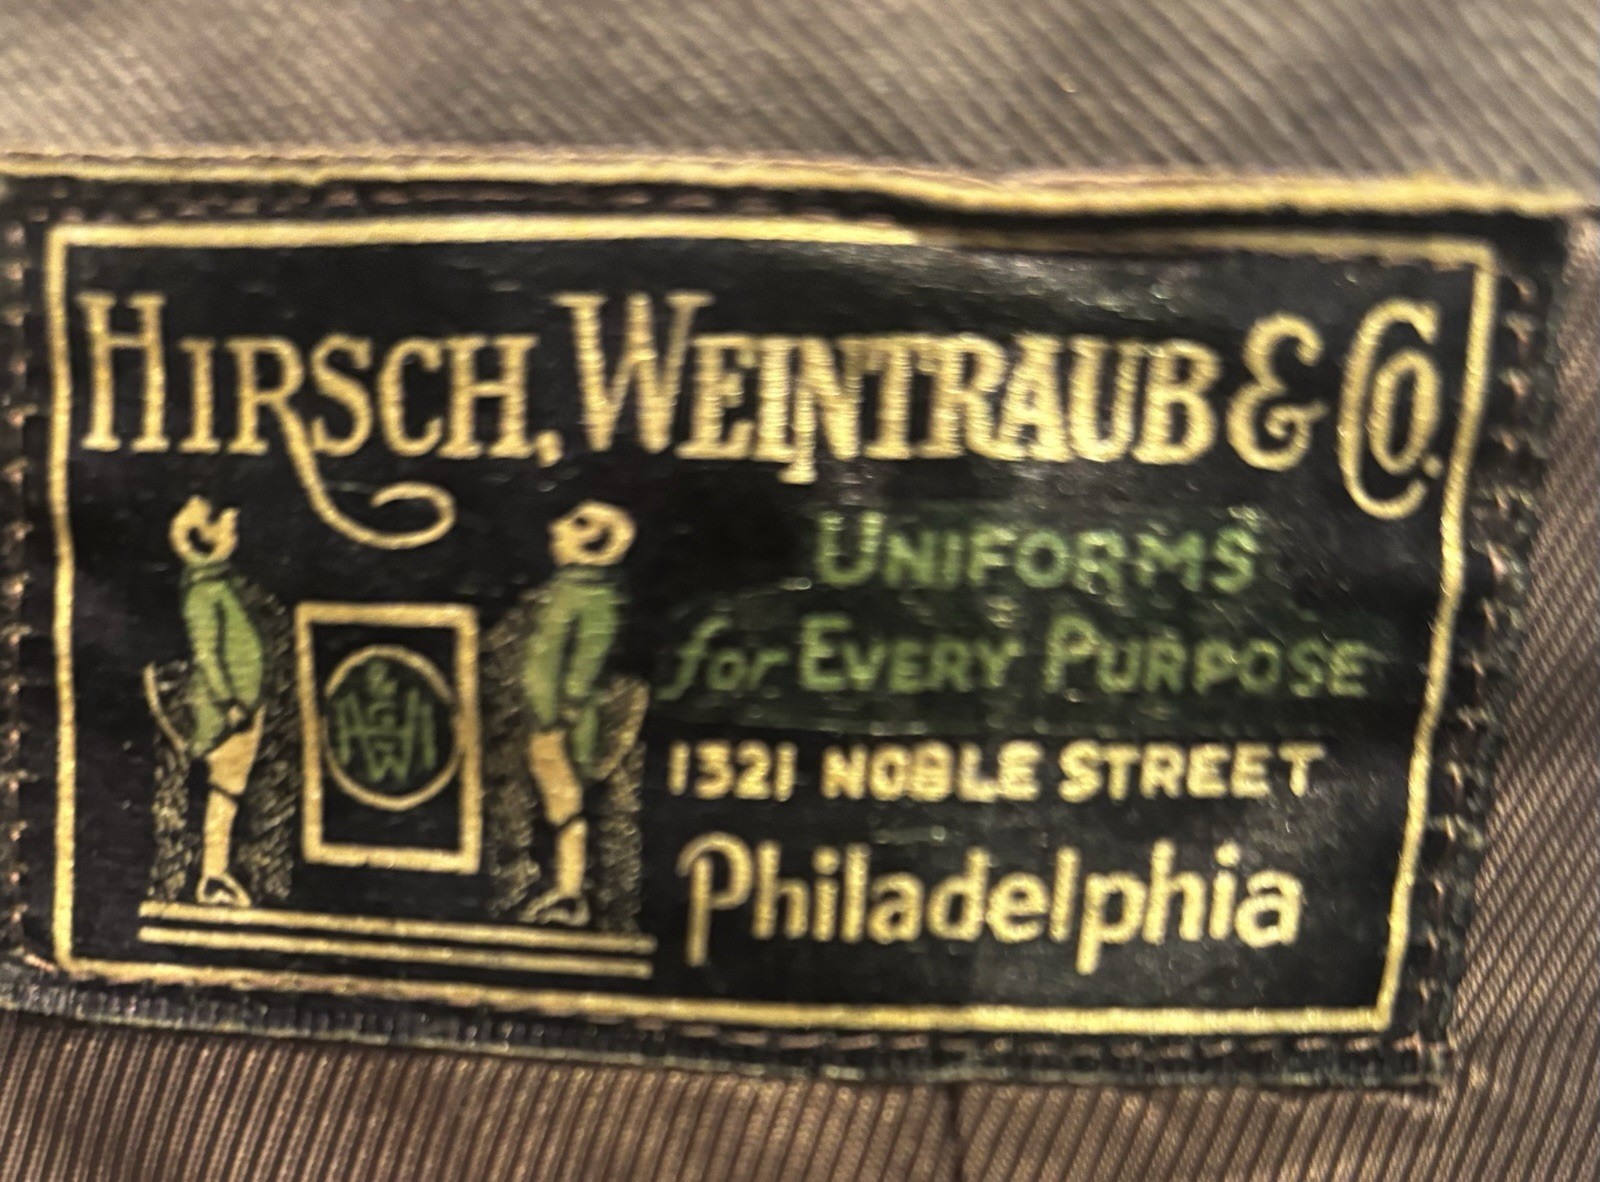 HIRSCH, WEINTRAUB & Co.
UNIFORMS
for EVERY PURPOSE
1321 NOBLE STREET
Philadelphia